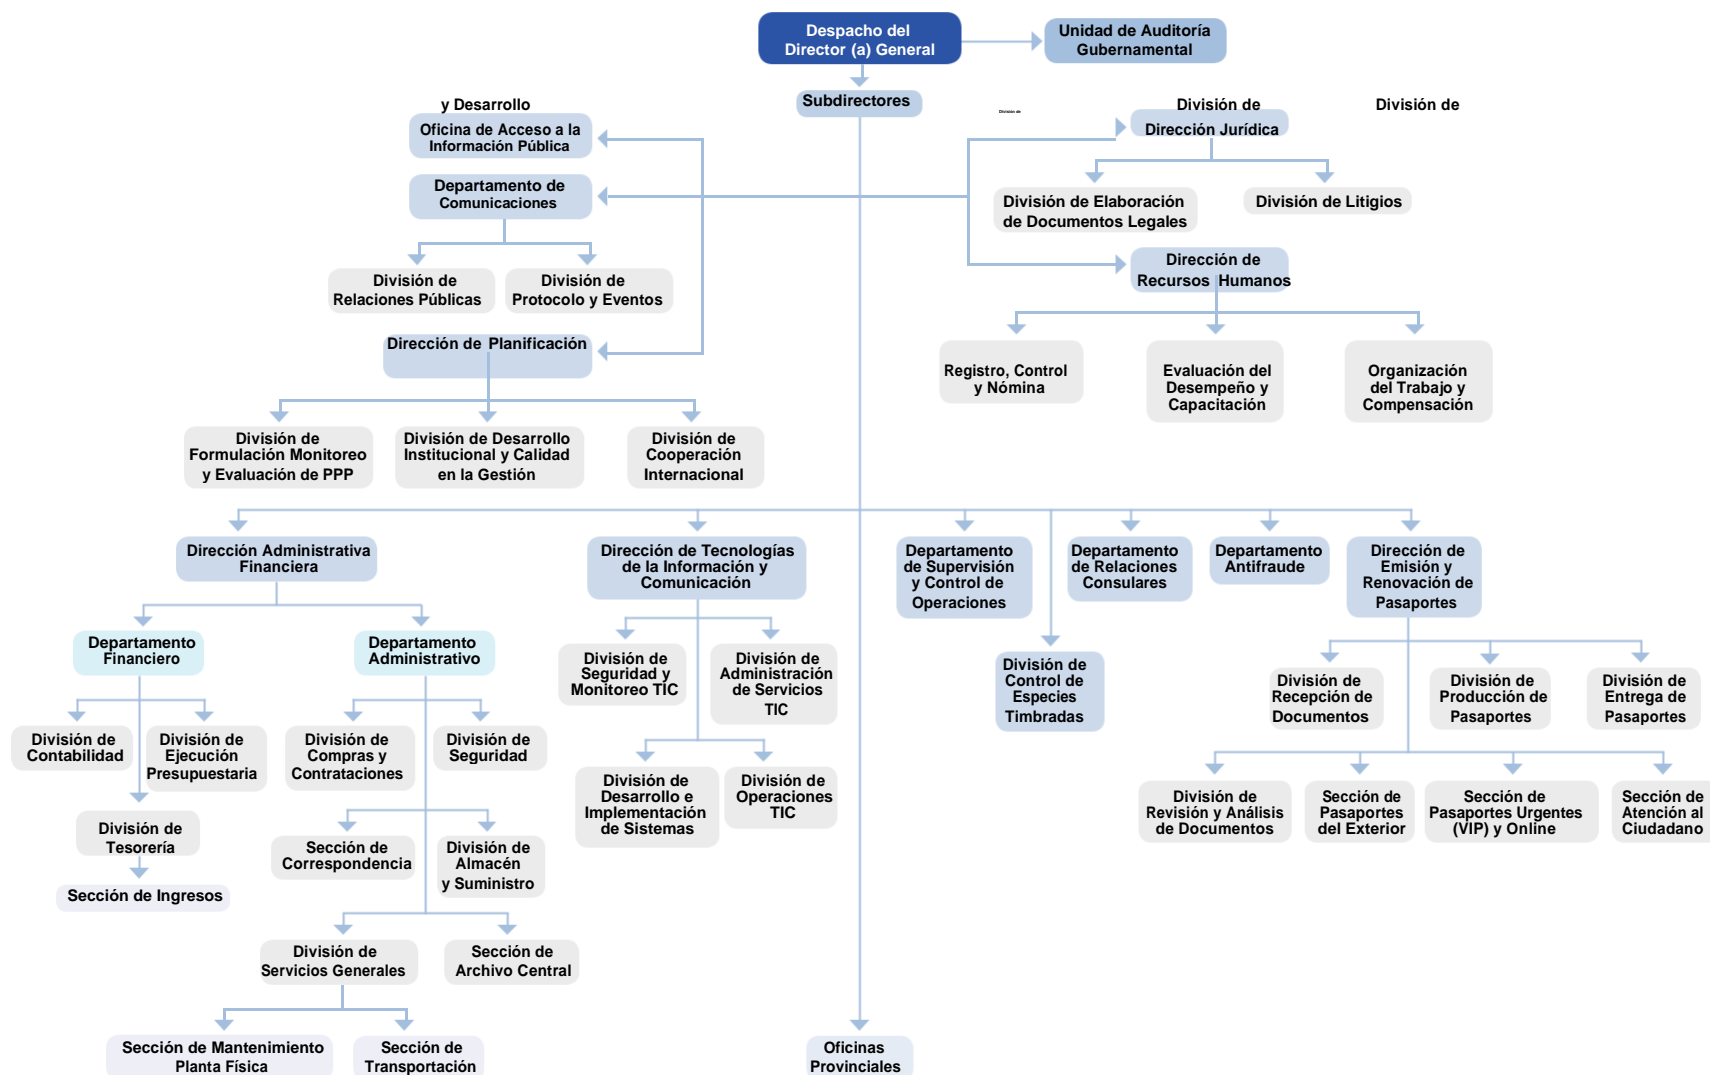 Despacho del
Director (a) General
Unidad de Auditoría
Gubernamental
Subdirectores
y Desarrollo
Oficina de Acceso a la
Información Pública
División de
División de
División de
Dirección Jurídica
Departamento de
Comunicaciones
División de Elaboración
de Documentos Legales
División de Litigios
División de
Relaciones Públicas
División de
Protocolo y Eventos
Dirección de
Recursos Humanos
Dirección de Planificación
Registro, Control
y Nómina
Evaluación del
Desempeño y
Capacitación
Organización
del Trabajo y
Compensación
División de
Formulación Monitoreo
y Evaluación de PPP
División de Desarrollo
Institucional y Calidad
en la Gestión
División de
Cooperación
Internacional
Dirección Administrativa
Financiera
Dirección de Tecnologías
de la Información y
Comunicación
Departamento
de Supervisión
y Control de
Operaciones
Departamento
de Relaciones
Consulares
Departamento
Antifraude
Dirección de
Emisión y
Renovación de
Pasaportes
Departamento
Financiero
Departamento
Administrativo
División de
Seguridad y
Monitoreo TIC
División de
Administración
de Servicios
TIC
División de
Control de
Especies
Timbradas
División de
Recepción de
Documentos
División de
Producción de
Pasaportes
División de
Entrega de
Pasaportes
División de
Contabilidad
División de
Ejecución
Presupuestaria
División de
Compras y
Contrataciones
División de
Seguridad
División de
Desarrollo e
Implementación
de Sistemas
División de
Operaciones
TIC
División de
Revisión y Análisis
de Documentos
Sección de
Pasaportes
del Exterior
Sección de
Pasaportes Urgentes
(VIP) y Online
Sección de
Atención al
Ciudadano
División de
Tesorería
Sección de
Correspondencia
División de
Almacén
y Suministro
Sección de Ingresos
División de
Servicios Generales
Sección de
Archivo Central
Sección de Mantenimiento
Planta Física
Sección de
Transportación
Oficinas
Provinciales